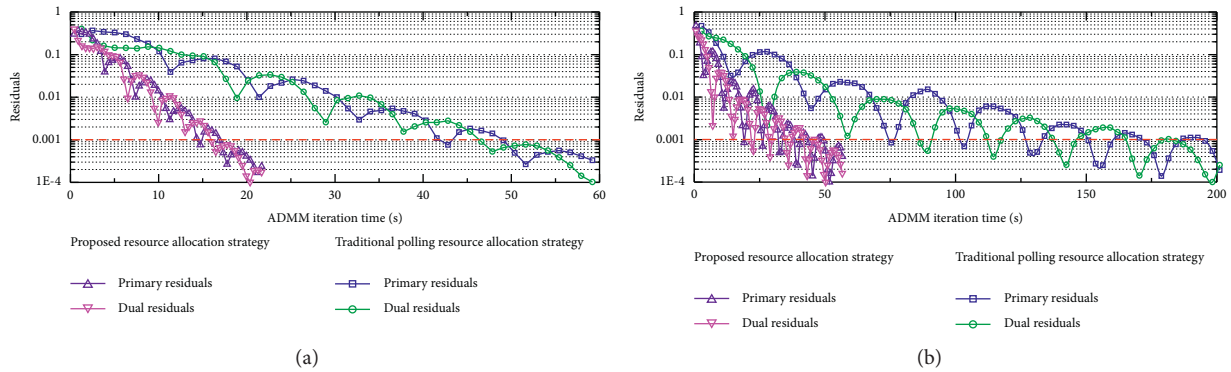 1
0.1
0.01
0.001
1E–4
Residuals
0 10 20 30 40 50 60
ADMM iteration time (s)
Proposed resource allocation strategy
Primary residuals
Dual residuals
Traditional polling resource allocation strategy
Primary residuals
Dual residuals
(a)
1
0.1
0.01
0.001
1E–4
Residuals
0 50 100 150 200
ADMM iteration time (s)
Proposed resource allocation strategy
Primary residuals
Dual residuals
Traditional polling resource allocation strategy
Primary residuals
Dual residuals
(b)